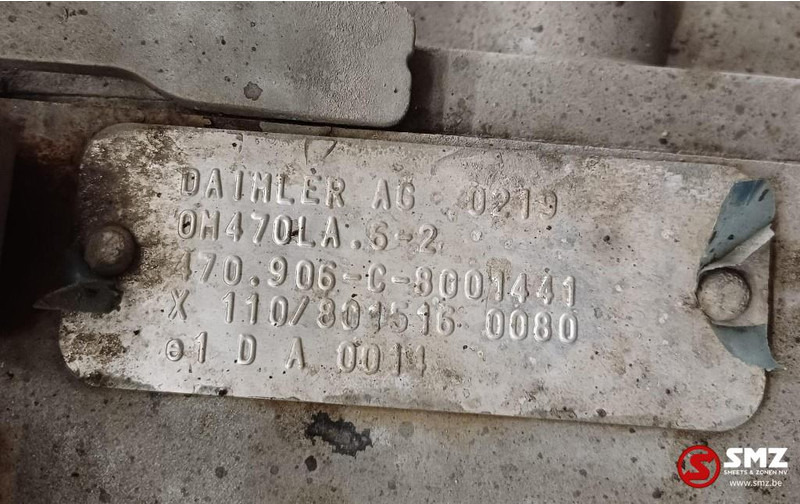 DAIMLER AG 0219
OM470LA.6-2
470.906-C-8001441
X 110/801516 0080
e1 D A 0014
SMZ
SHEETS & ZONEN NV
www.smz.be